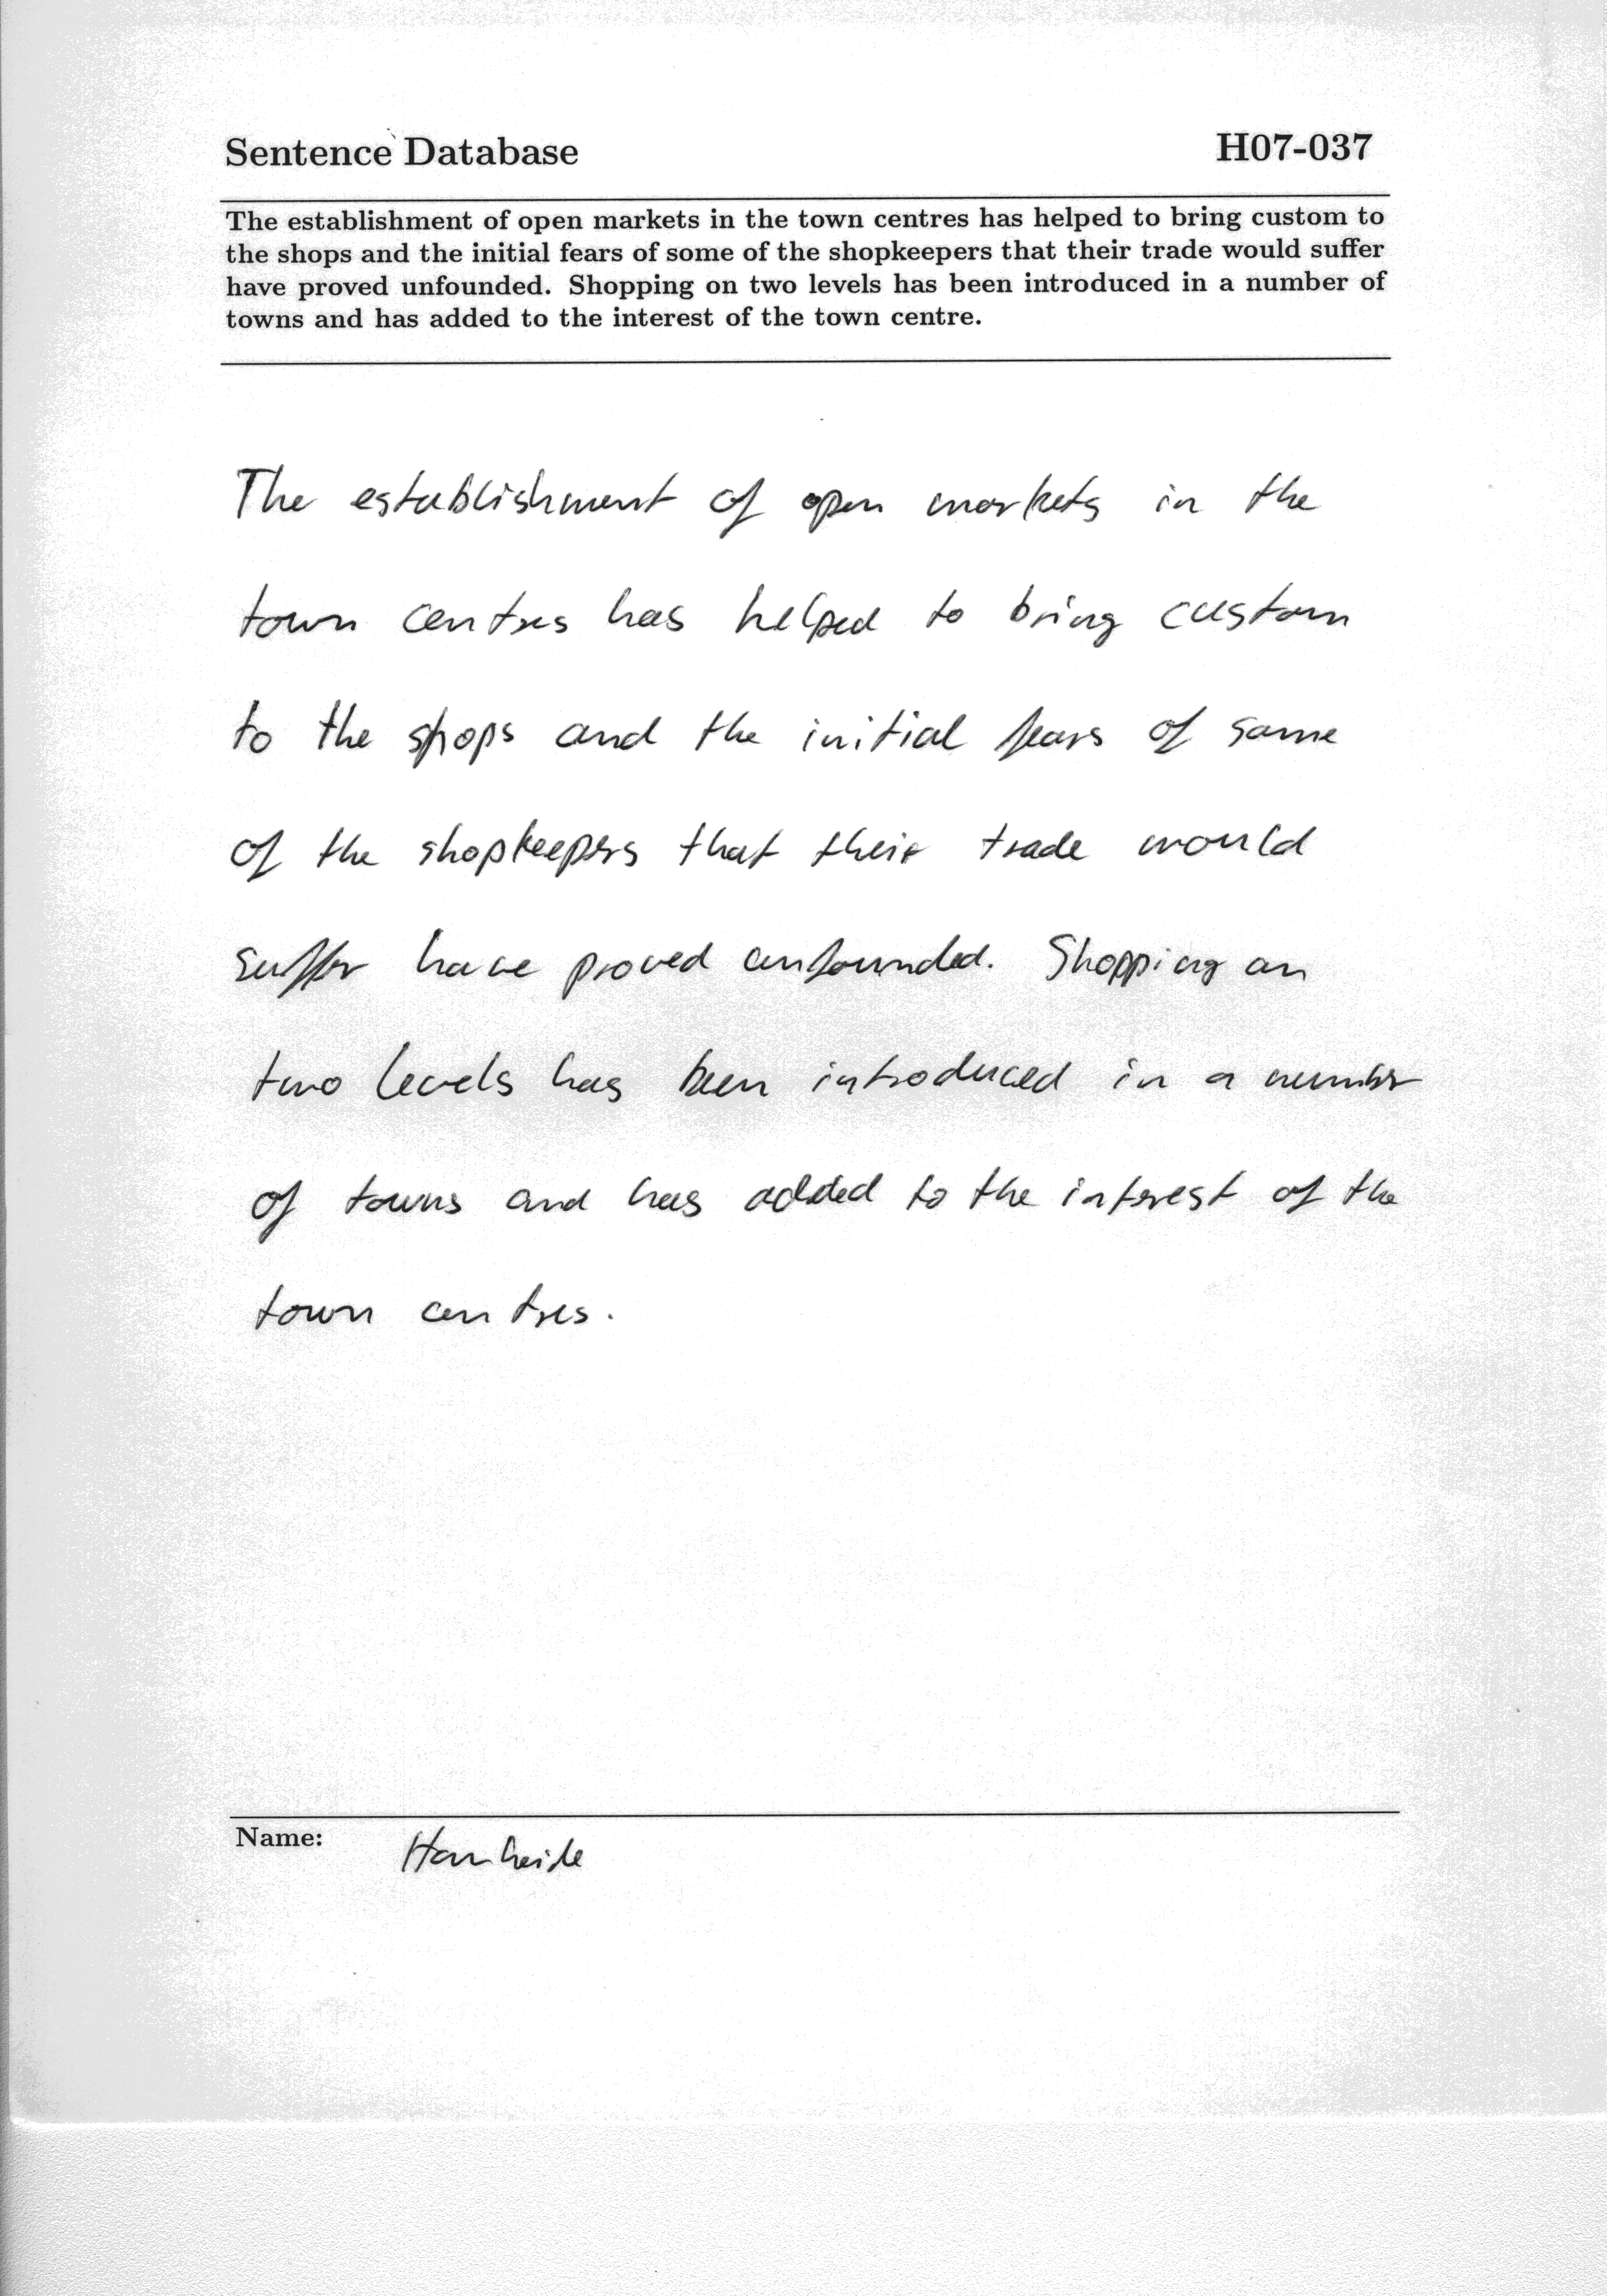 Sentence Database H07-037
The establishment of open markets in the town centres has helped to bring custom to
the shops and the initial fears of some of the shopkeepers that their trade would suffer
have proved unfounded. Shopping on two levels has been introduced in a number of
towns and has added to the interest of the town centre.
The establishment of open markets in the
town centres has helped to bring custom
to the shops and the initial fears of some
of the shopkeepers that their trade would
suffer have proved unfounded. Shopping on
two levels has been introduced in a number
of towns and has added to the interest of the
town centres.
Name: Hanheide